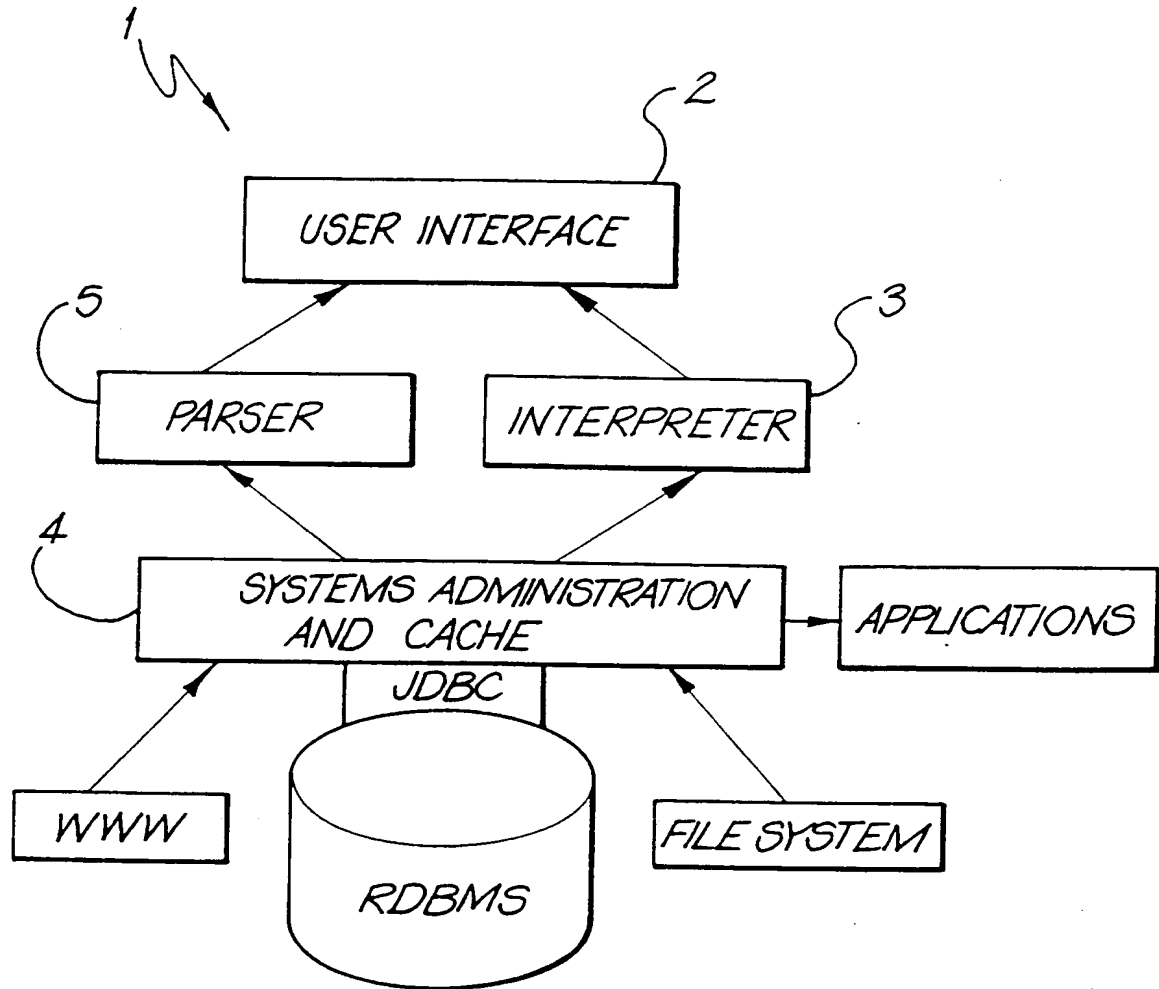 1
2
USER INTERFACE
5
3
PARSER
INTERPRETER
4
SYSTEMS ADMINISTRATION
AND CACHE
APPLICATIONS
JDBC
WWW
FILE SYSTEM
RDBMS